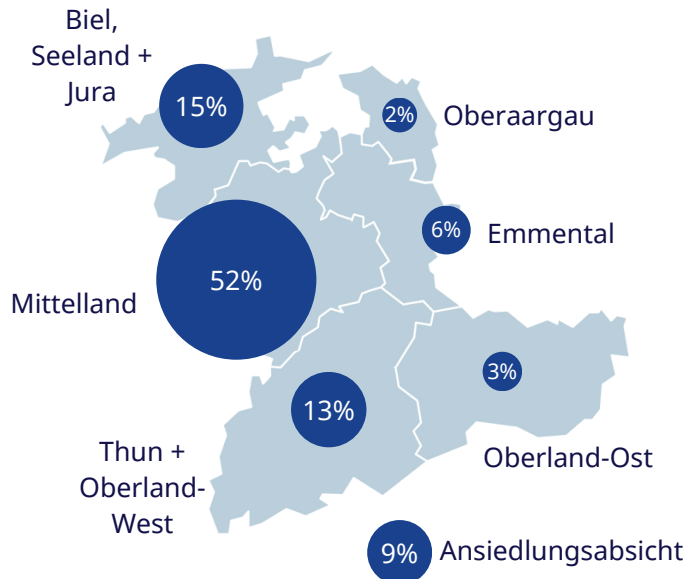 Biel,
Seeland +
Jura
15%
2%
Oberaargau
6%
Emmental
52%
Mittelland
3%
13%
Oberland-Ost
Thun +
Oberland-
West
9%
Ansiedlungsabsicht